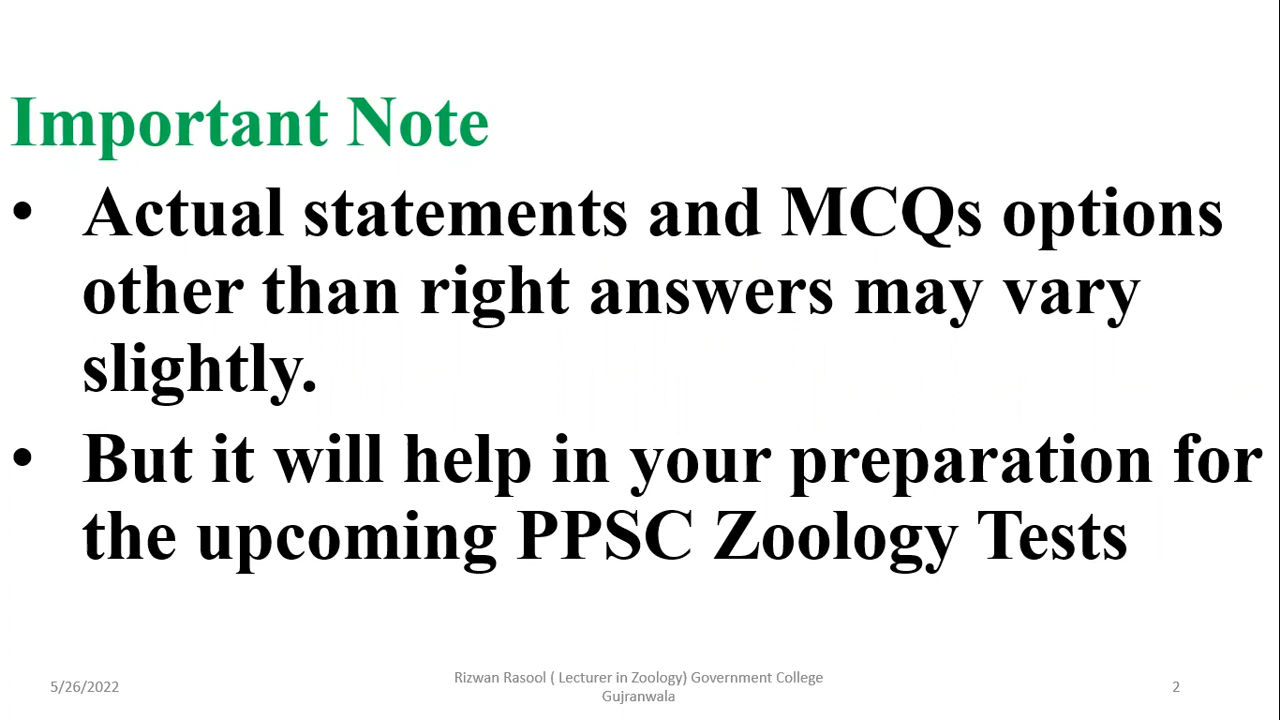 Important Note
• Actual statements and MCQs options
other than right answers may vary
slightly.
• But it will help in your preparation for
the upcoming PPSC Zoology Tests
5/26/2022
Rizwan Rasool ( Lecturer in Zoology) Government College
Gujranwala
2